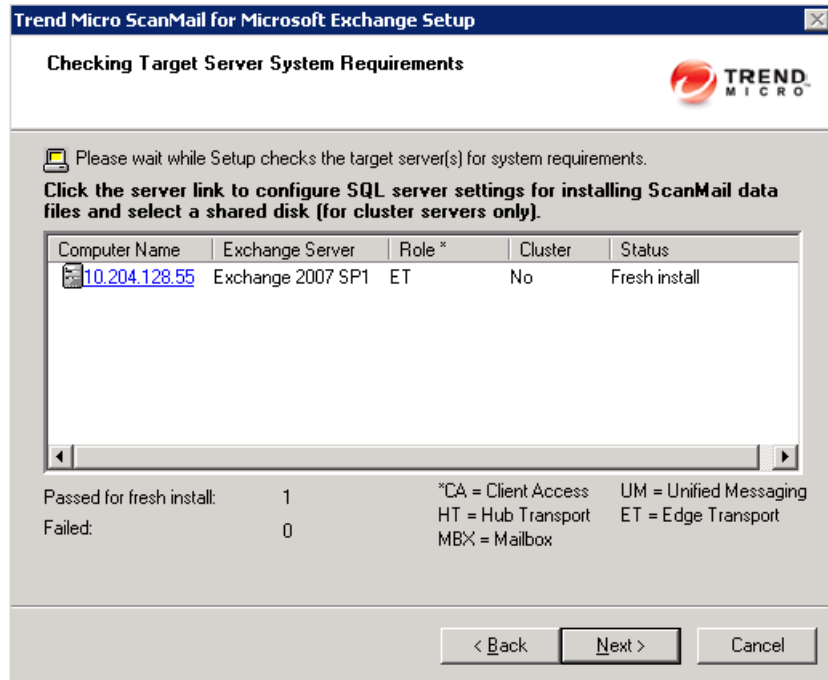 Trend Micro ScanMail for Microsoft Exchange Setup
Checking Target Server System Requirements
TREND
MICRO
Please wait while Setup checks the target server(s) for system requirements.
Click the server link to configure SQL server settings for installing ScanMail data
files and select a shared disk (for cluster servers only).
Computer Name Exchange Server Role * Cluster Status
10.204.128.55 Exchange 2007 SP1 ET No Fresh install
Passed for fresh install: 1
Failed: 0
*CA = Client Access UM = Unified Messaging
HT = Hub Transport ET = Edge Transport
MBX = Mailbox
< Back Next > Cancel